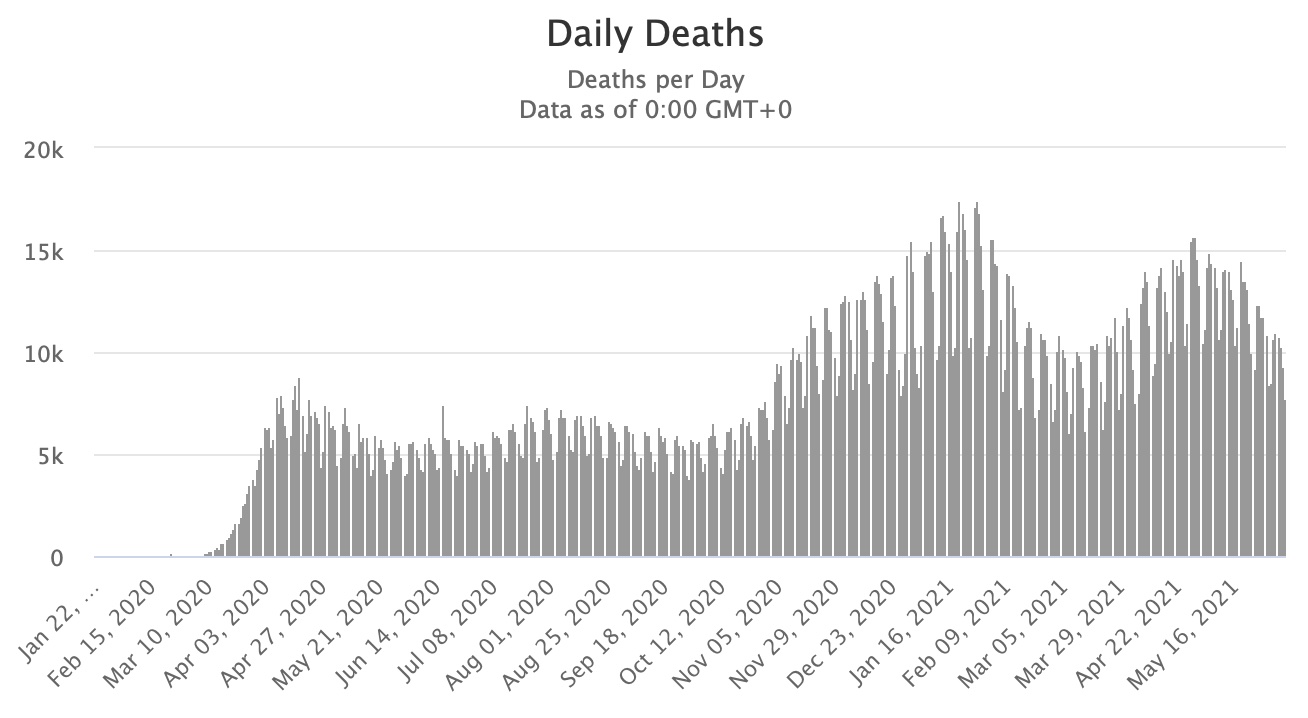 Daily Deaths
Deaths per Day
Data as of 0:00 GMT+0
20k
15k
10k
5k
0
Jan 22, ...
Feb 15, 2020
Mar 10, 2020
Apr 03, 2020
Apr 27, 2020
May 21, 2020
Jun 14, 2020
Jul 08, 2020
Aug 01, 2020
Aug 25, 2020
Sep 18, 2020
Oct 12, 2020
Nov 05, 2020
Nov 29, 2020
Dec 23, 2020
Jan 16, 2021
Feb 09, 2021
Mar 05, 2021
Mar 29, 2021
Apr 22, 2021
May 16, 2021